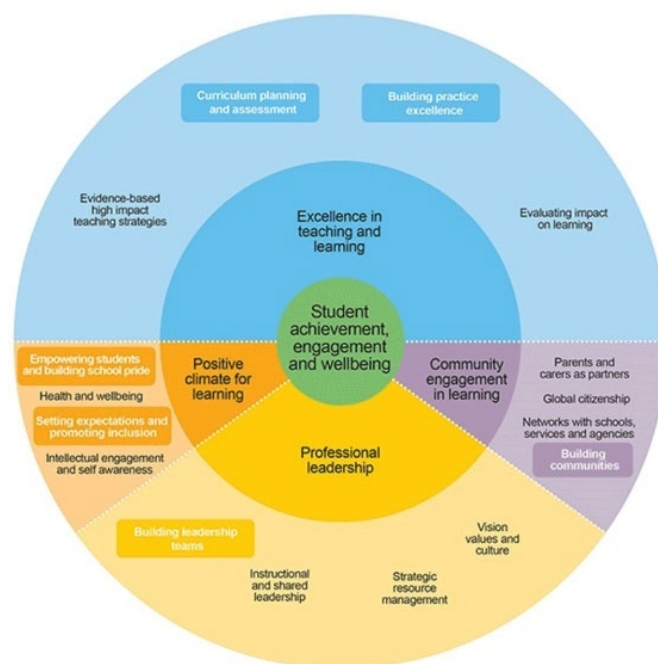 Curriculum planning
and assessment
Building practice
excellence
Evidence-based
high impact
teaching strategies
Excellence in
teaching and
learning
Evaluating impact
on learning
Student
achievement,
engagement
and wellbeing
Empowering students
and building school pride
Health and wellbeing
Setting expectations and
promoting inclusion
Intellectual engagement
and self awareness
Positive
climate for
learning
Community
engagement
in learning
Parents and
carers as partners
Global citizenship
Networks with schools,
services and agencies
Building
communities
Professional
leadership
Building leadership
teams
Instructional
and shared
leadership
Strategic
resource
management
Vision
values and
culture